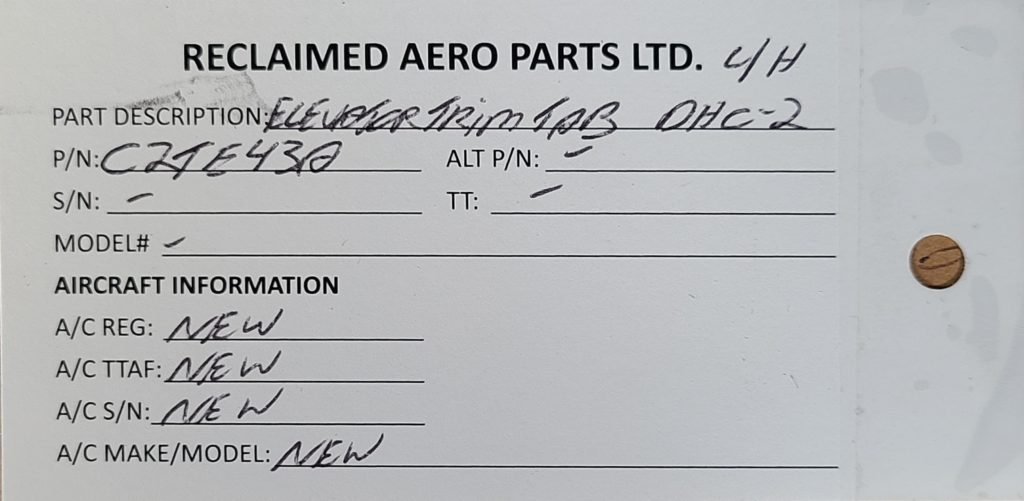 RECLAIMED AERO PARTS LTD. L/H
PART DESCRIPTION: ELEVATOR TRIM TAB DHC-2
P/N: C2TE43A ALT P/N: -
S/N: - TT: -
MODEL# -
AIRCRAFT INFORMATION
A/C REG: NEW
A/C TTAF: NEW
A/C S/N: NEW
A/C MAKE/MODEL: NEW